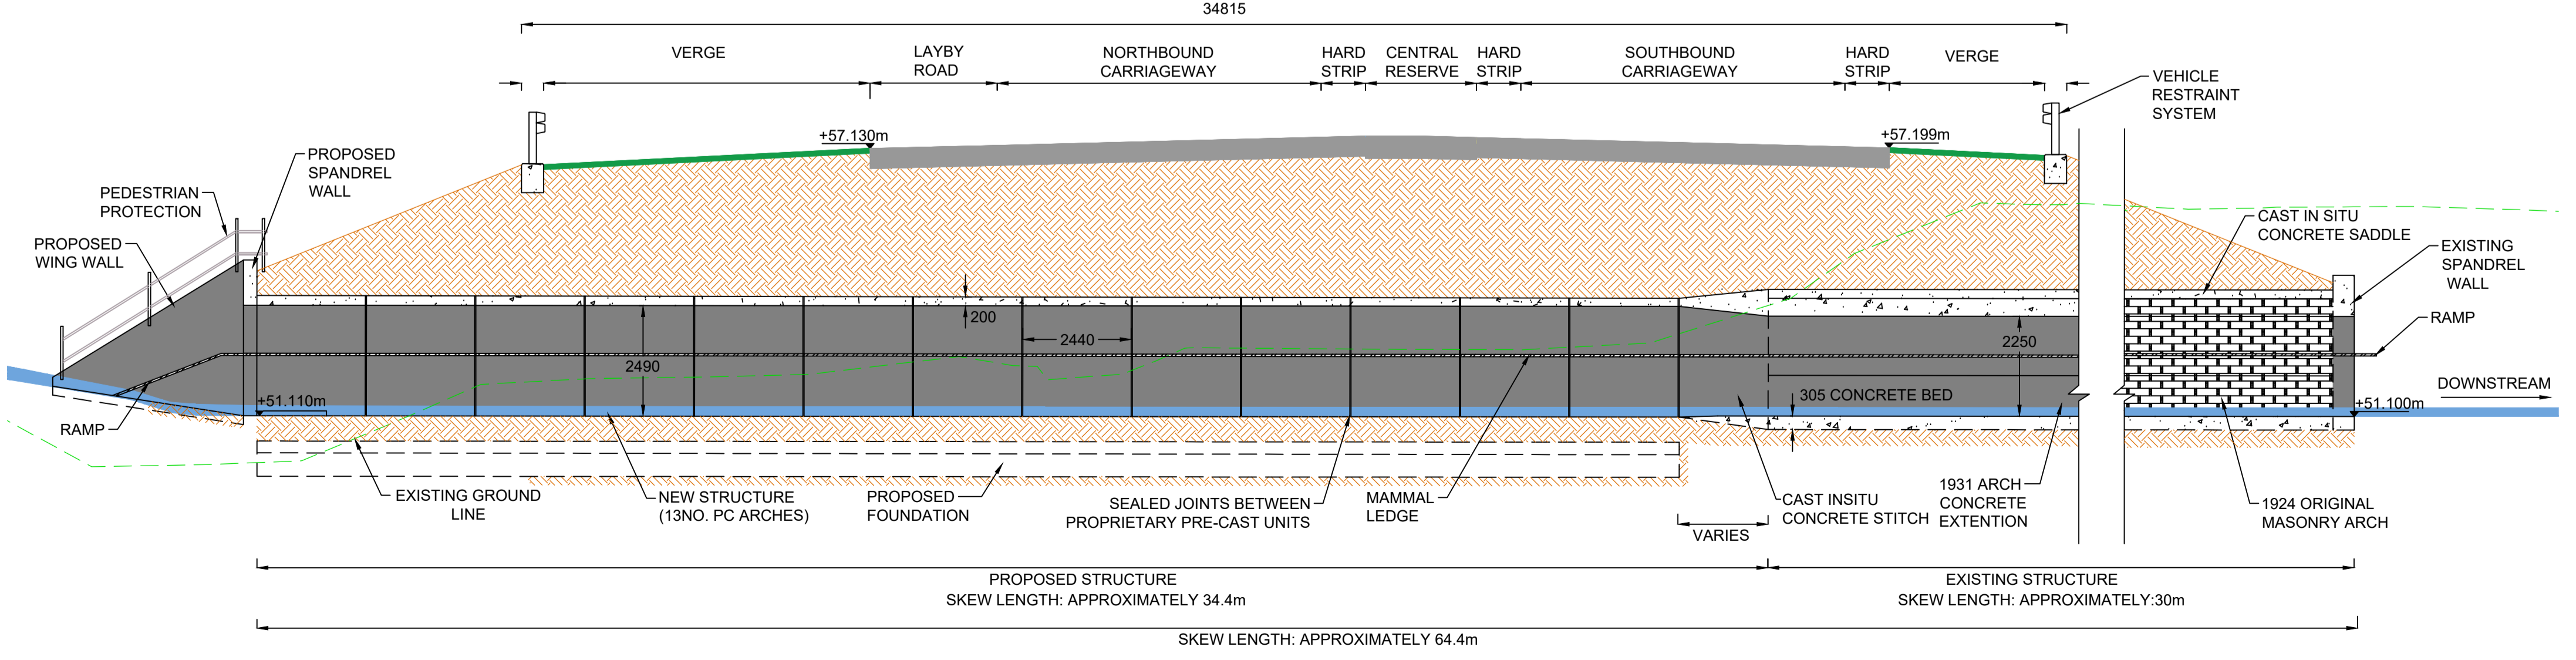 34815
VERGE
LAYBY
ROAD
NORTHBOUND
CARRIAGEWAY
HARD
STRIP
CENTRAL
RESERVE
HARD
STRIP
SOUTHBOUND
CARRIAGEWAY
HARD
STRIP
VERGE
VEHICLE
RESTRAINT
SYSTEM
+57.130m
+57.199m
PROPOSED
SPANDREL
WALL
PEDESTRIAN
PROTECTION
PROPOSED
WING WALL
CAST IN SITU
CONCRETE SADDLE
EXISTING
SPANDREL
WALL
RAMP
200
2440
2490
2250
305 CONCRETE BED
DOWNSTREAM
+51.110m
+51.100m
RAMP
EXISTING GROUND
LINE
NEW STRUCTURE
(13NO. PC ARCHES)
PROPOSED
FOUNDATION
SEALED JOINTS BETWEEN
PROPRIETARY PRE-CAST UNITS
MAMMAL
LEDGE
CAST INSITU
CONCRETE STITCH
1931 ARCH
CONCRETE
EXTENTION
1924 ORIGINAL
MASONRY ARCH
VARIES
PROPOSED STRUCTURE
SKEW LENGTH: APPROXIMATELY 34.4m
EXISTING STRUCTURE
SKEW LENGTH: APPROXIMATELY:30m
SKEW LENGTH: APPROXIMATELY 64.4m